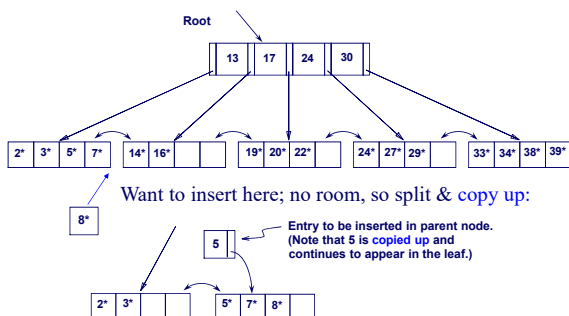 Root
13 17 24 30
2* 3* 5* 7* 14* 16* 19* 20* 22* 24* 27* 29* 33* 34* 38* 39*
Want to insert here; no room, so split & copy up:
8*
Entry to be inserted in parent node.
5 (Note that 5 is copied up and
continues to appear in the leaf.)
2* 3* 5* 7* 8*